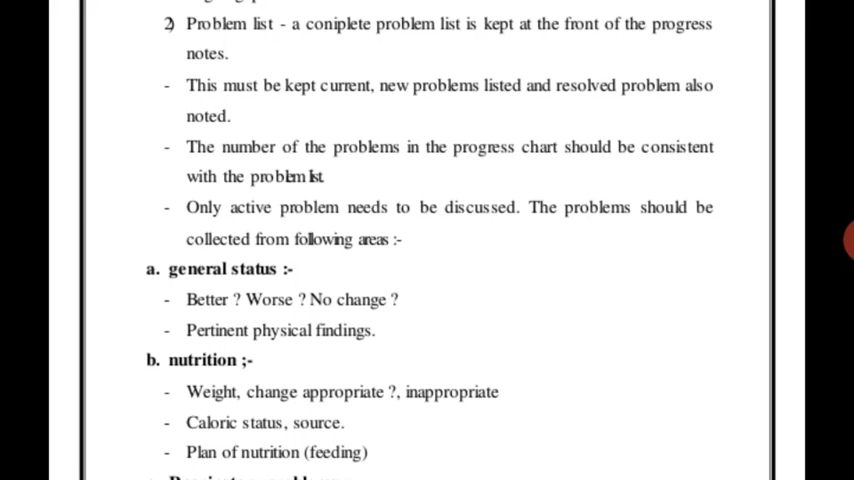 2) Problem list - a coniplete problem list is kept at the front of the progress
notes.
- This must be kept current, new problems listed and resolved problem also
noted.
- The number of the problems in the progress chart should be consistent
with the problem list
- Only active problem needs to be discussed. The problems should be
collected from following areas :-
a. general status :-
- Better ? Worse ? No change ?
- Pertinent physical findings.
b. nutrition ;-
- Weight, change appropriate ?, inappropriate
- Caloric status, source.
- Plan of nutrition (feeding)